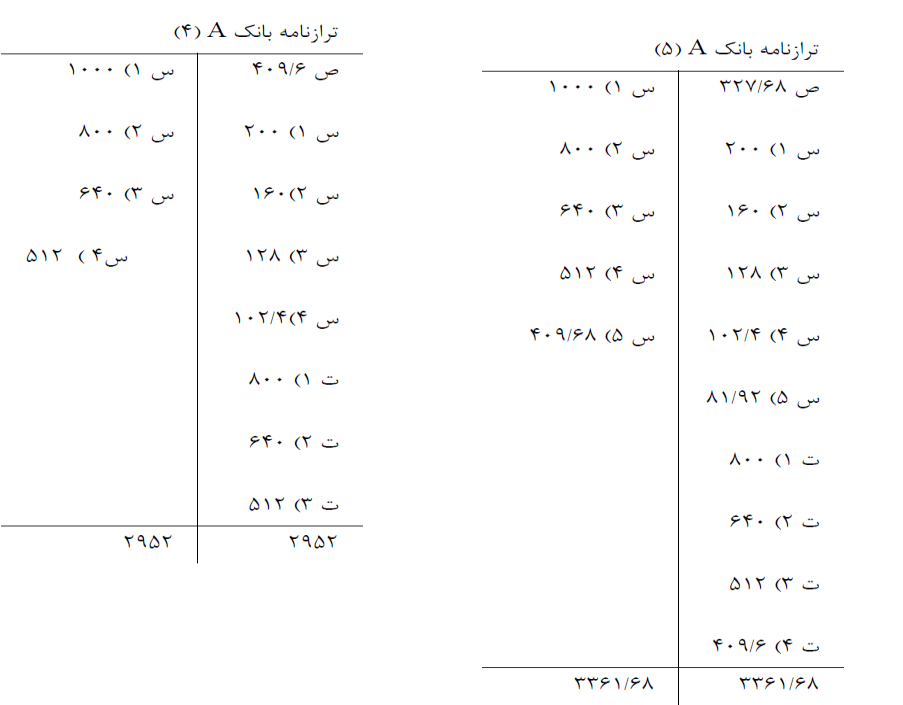 ترازنامه بانک A (۴)
ص ۴۰۹/۶ س ۱) ۱۰۰۰
س ۱) ۲۰۰ س ۲) ۸۰۰
س ۲)۱۶۰ س ۳) ۶۴۰
س ۳) ۱۲۸ س۴ ) ۵۱۲
س ۴)۱۰۲/۴
ت ۱) ۸۰۰
ت ۲) ۶۴۰
ت ۳) ۵۱۲
۲۹۵۲ ۲۹۵۲
ترازنامه بانک A (۵)
ص ۳۲۷/۶۸ س ۱) ۱۰۰۰
س ۱) ۲۰۰ س ۲) ۸۰۰
س ۲) ۱۶۰ س ۳) ۶۴۰
س ۳) ۱۲۸ س ۴) ۵۱۲
س ۴) ۱۰۲/۴ س ۵) ۴۰۹/۶۸
س ۵) ۸۱/۹۲
ت ۱) ۸۰۰
ت ۲) ۶۴۰
ت ۳) ۵۱۲
ت ۴) ۴۰۹/۶
۳۳۶۱/۶۸ ۳۳۶۱/۶۸